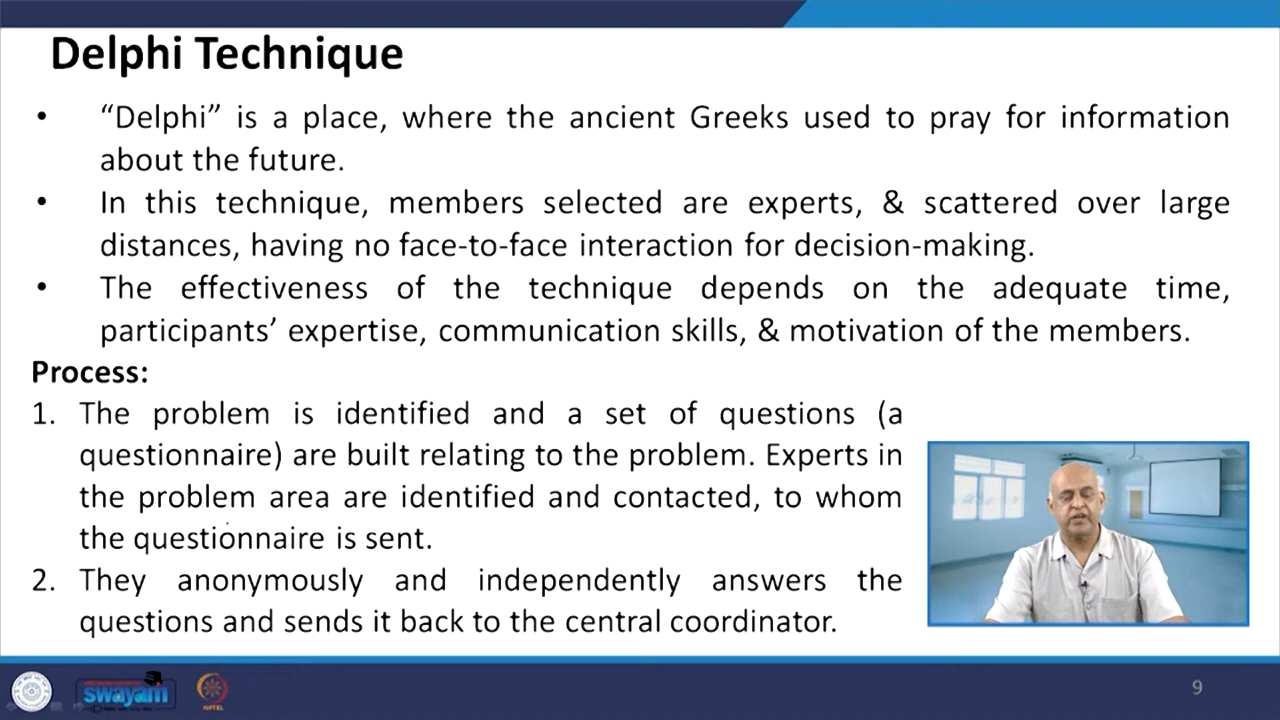 Delphi Technique
• “Delphi” is a place, where the ancient Greeks used to pray for information
about the future.
• In this technique, members selected are experts, & scattered over large
distances, having no face-to-face interaction for decision-making.
• The effectiveness of the technique depends on the adequate time,
participants’ expertise, communication skills, & motivation of the members.
Process:
1. The problem is identified and a set of questions (a
questionnaire) are built relating to the problem. Experts in
the problem area are identified and contacted, to whom
the questionnaire is sent.
2. They anonymously and independently answers the
questions and sends it back to the central coordinator.
swayam
NPTEL
9